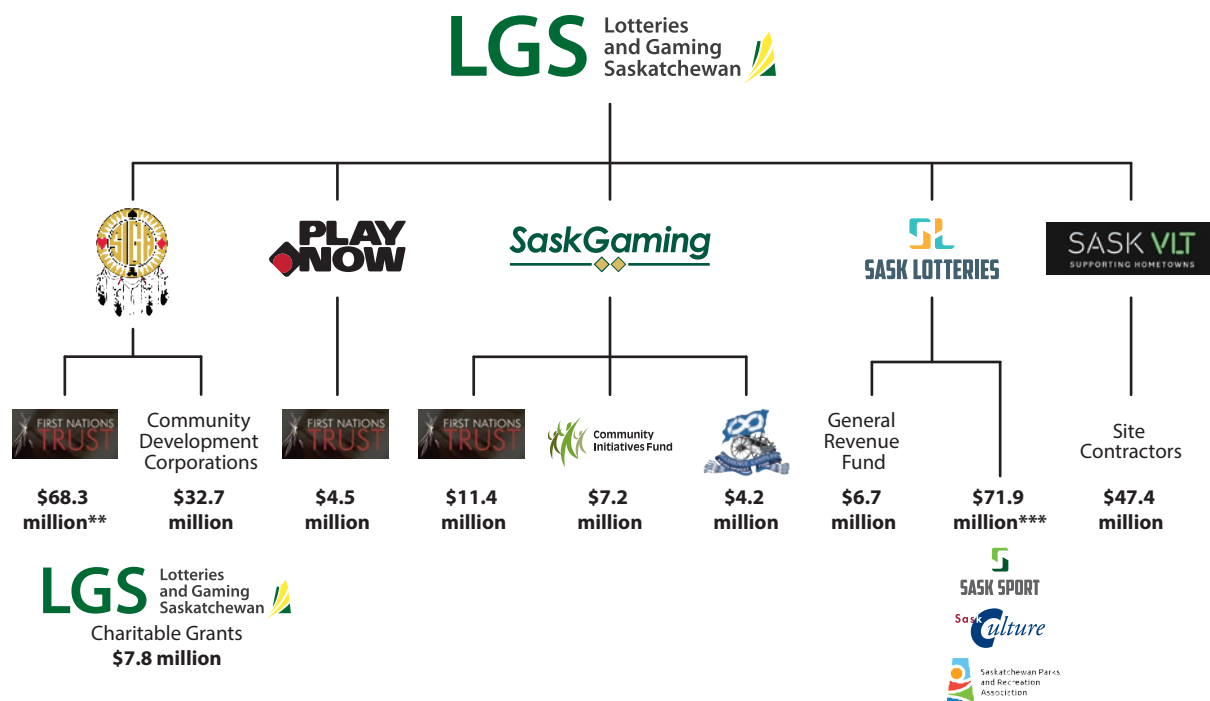 LGS
Lotteries
and Gaming
Saskatchewan
SIGA
PLAY
NOW
SaskGaming
SL
SASK LOTTERIES
SASK VLT
SUPPORTING HOMETOWNS
FIRST NATIONS
TRUST
Community
Development
Corporations
FIRST NATIONS
TRUST
FIRST NATIONS
TRUST
Community
Initiatives Fund
General
Revenue
Fund
Site
Contractors
$68.3
million**
$32.7
million
$4.5
million
$11.4
million
$7.2
million
$4.2
million
$6.7
million
$71.9
million***
$47.4
million
LGS
Lotteries
and Gaming
Saskatchewan
Charitable Grants
$7.8 million
S
SASK SPORT
Sask
Culture
Saskatchewan Parks
and Recreation
Association